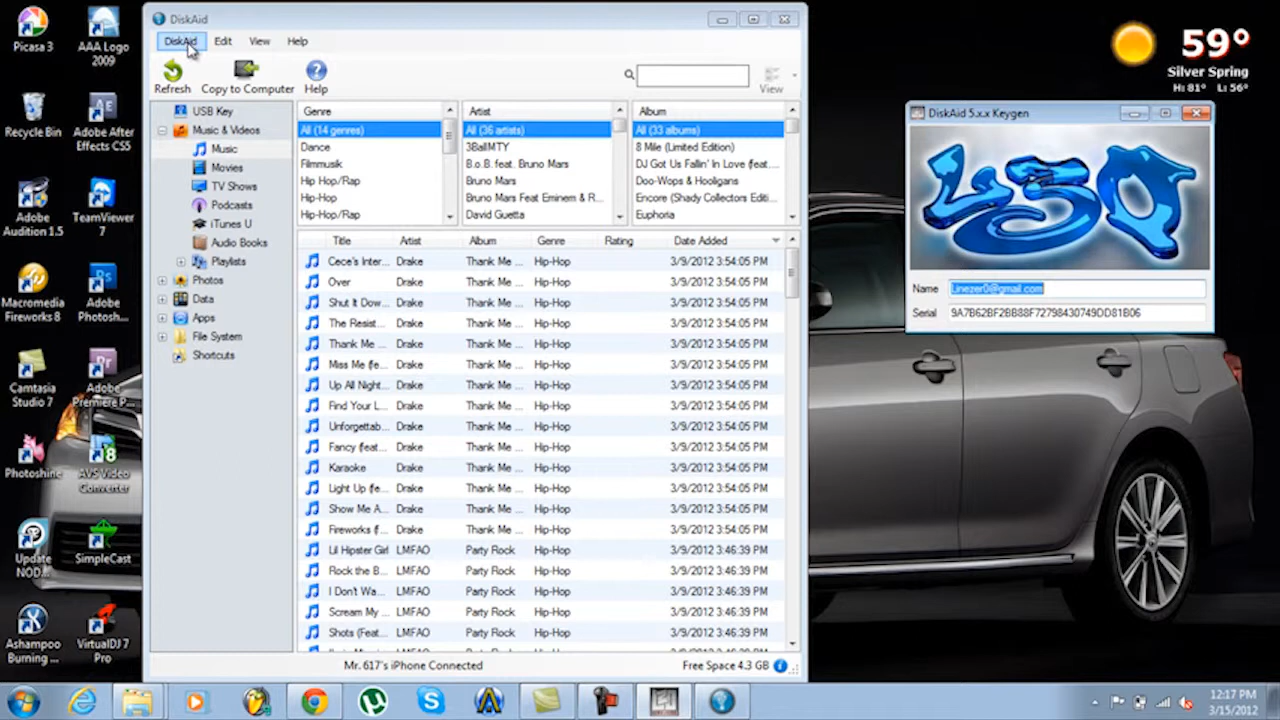 Picasa 3
AAA Logo
2009
Recycle Bin
Adobe After
Effects CS5
Adobe
Audition 1.5
TeamViewer
7
Macromedia
Fireworks 8
Adobe
Photosh...
Camtasia
Studio 7
Adobe
Premiere P...
Photoshine
AVS Video
Converter
Update
NOD...
SimpleCast
Ashampoo
Burning ...
VirtualDJ 7
Pro
DiskAid
DiskAid Edit View Help
Refresh Copy to Computer Help View
USB Key
Music & Videos
Music
Movies
TV Shows
Podcasts
iTunes U
Audio Books
Playlists
Photos
Data
Apps
File System
Shortcuts
Genre Artist Album
All (14 genres) All (36 artists) All (33 albums)
Dance 3BallMTY 8 Mile (Limited Edition)
Filmmusik B.o.B. feat. Bruno Mars DJ Got Us Fallin' In Love (feat....
Hip Hop/Rap Bruno Mars Doo-Wops & Hooligans
Hip-Hop Bruno Mars Feat Eminem & R... Encore (Shady Collectors Editi...
Hip-Hop/Rap David Guetta Euphoria
Title Artist Album Genre Rating Date Added
Cece's Inter... Drake Thank Me ... Hip-Hop 3/9/2012 3:54:05 PM
Over Drake Thank Me ... Hip-Hop 3/9/2012 3:54:05 PM
Shut It Dow... Drake Thank Me ... Hip-Hop 3/9/2012 3:54:05 PM
The Resist... Drake Thank Me ... Hip-Hop 3/9/2012 3:54:05 PM
Thank Me ... Drake Thank Me ... Hip-Hop 3/9/2012 3:54:05 PM
Miss Me (fe... Drake Thank Me ... Hip-Hop 3/9/2012 3:54:05 PM
Up All Night... Drake Thank Me ... Hip-Hop 3/9/2012 3:54:05 PM
Find Your L... Drake Thank Me ... Hip-Hop 3/9/2012 3:54:05 PM
Unforgettab... Drake Thank Me ... Hip-Hop 3/9/2012 3:54:05 PM
Fancy (feat... Drake Thank Me ... Hip-Hop 3/9/2012 3:54:05 PM
Karaoke Drake Thank Me ... Hip-Hop 3/9/2012 3:54:05 PM
Light Up (fe... Drake Thank Me ... Hip-Hop 3/9/2012 3:54:05 PM
Show Me A... Drake Thank Me ... Hip-Hop 3/9/2012 3:54:05 PM
Fireworks (f... Drake Thank Me ... Hip-Hop 3/9/2012 3:54:05 PM
Lil Hipster Girl LMFAO Party Rock Hip-Hop 3/9/2012 3:46:39 PM
Rock the B... LMFAO Party Rock Hip-Hop 3/9/2012 3:46:39 PM
I Don't Wa... LMFAO Party Rock Hip-Hop 3/9/2012 3:46:39 PM
Scream My ... LMFAO Party Rock Hip-Hop 3/9/2012 3:46:39 PM
Shots (Feat... LMFAO Party Rock Hip-Hop 3/9/2012 3:46:39 PM
Mr. 617's iPhone Connected Free Space 4.3 GB
59°
Silver Spring
H: 81° L: 56°
DiskAid 5.x.x Keygen
Name Linezer0@gmail.com
Serial 9A7B62BF2BB88F72798430749DD81B06
12:17 PM
3/15/2012